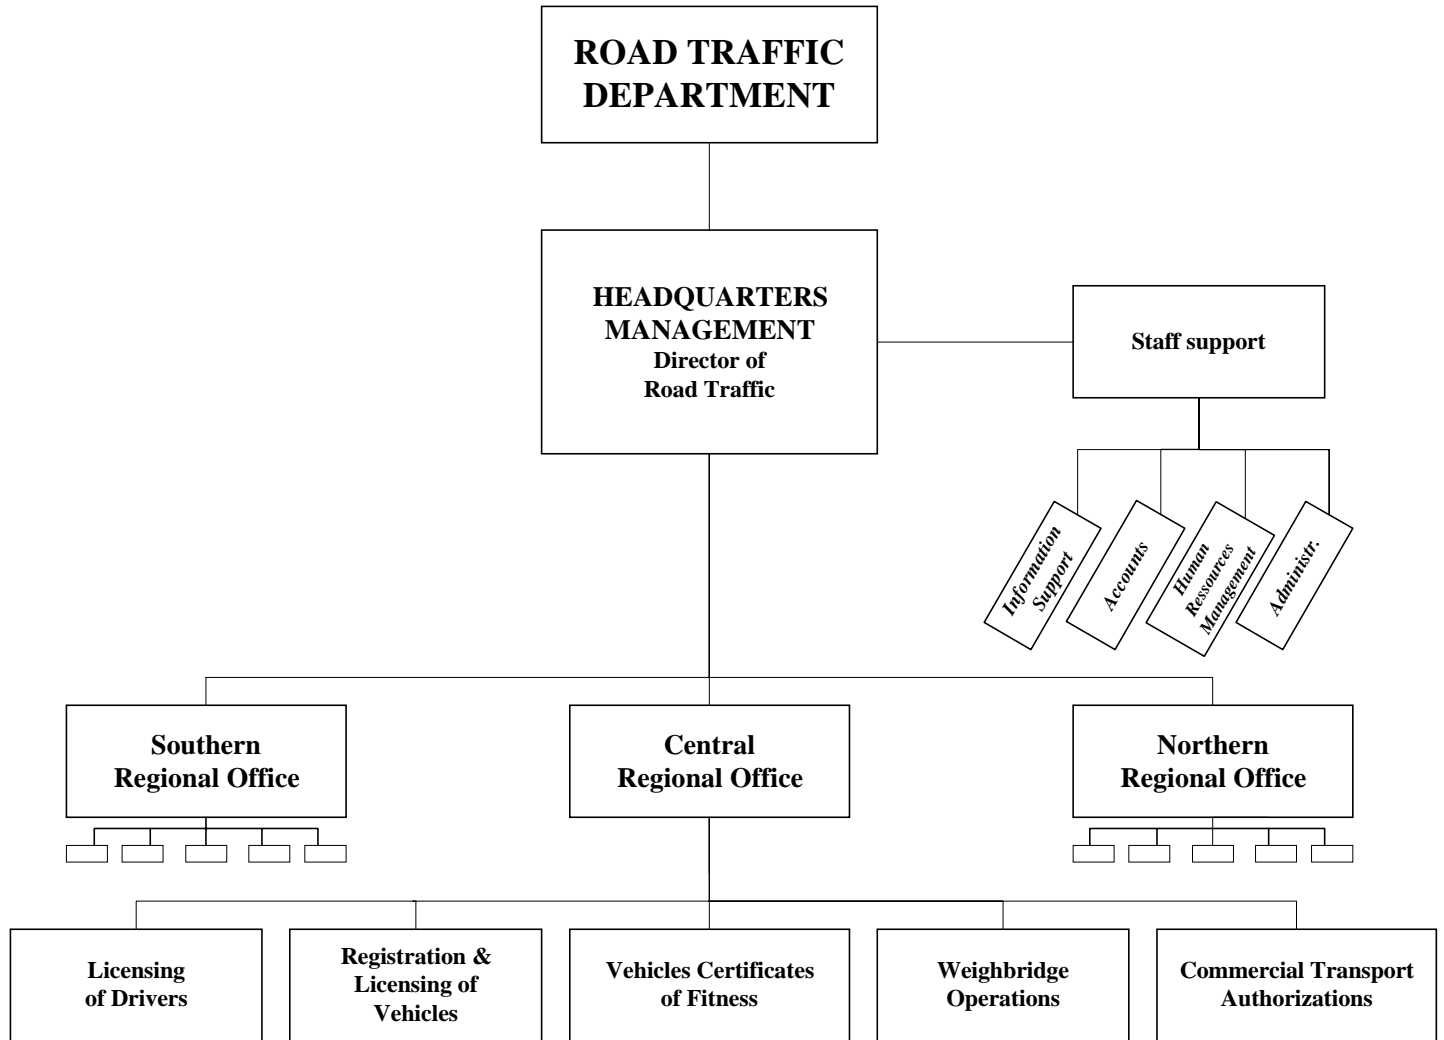 ROAD TRAFFIC
DEPARTMENT
HEADQUARTERS
MANAGEMENT
Director of
Road Traffic
Staff support
Information
Support
Accounts
Human
Ressources
Management
Administr.
Southern
Regional Office
Central
Regional Office
Northern
Regional Office
Licensing
of Drivers
Registration &
Licensing of
Vehicles
Vehicles Certificates
of Fitness
Weighbridge
Operations
Commercial Transport
Authorizations